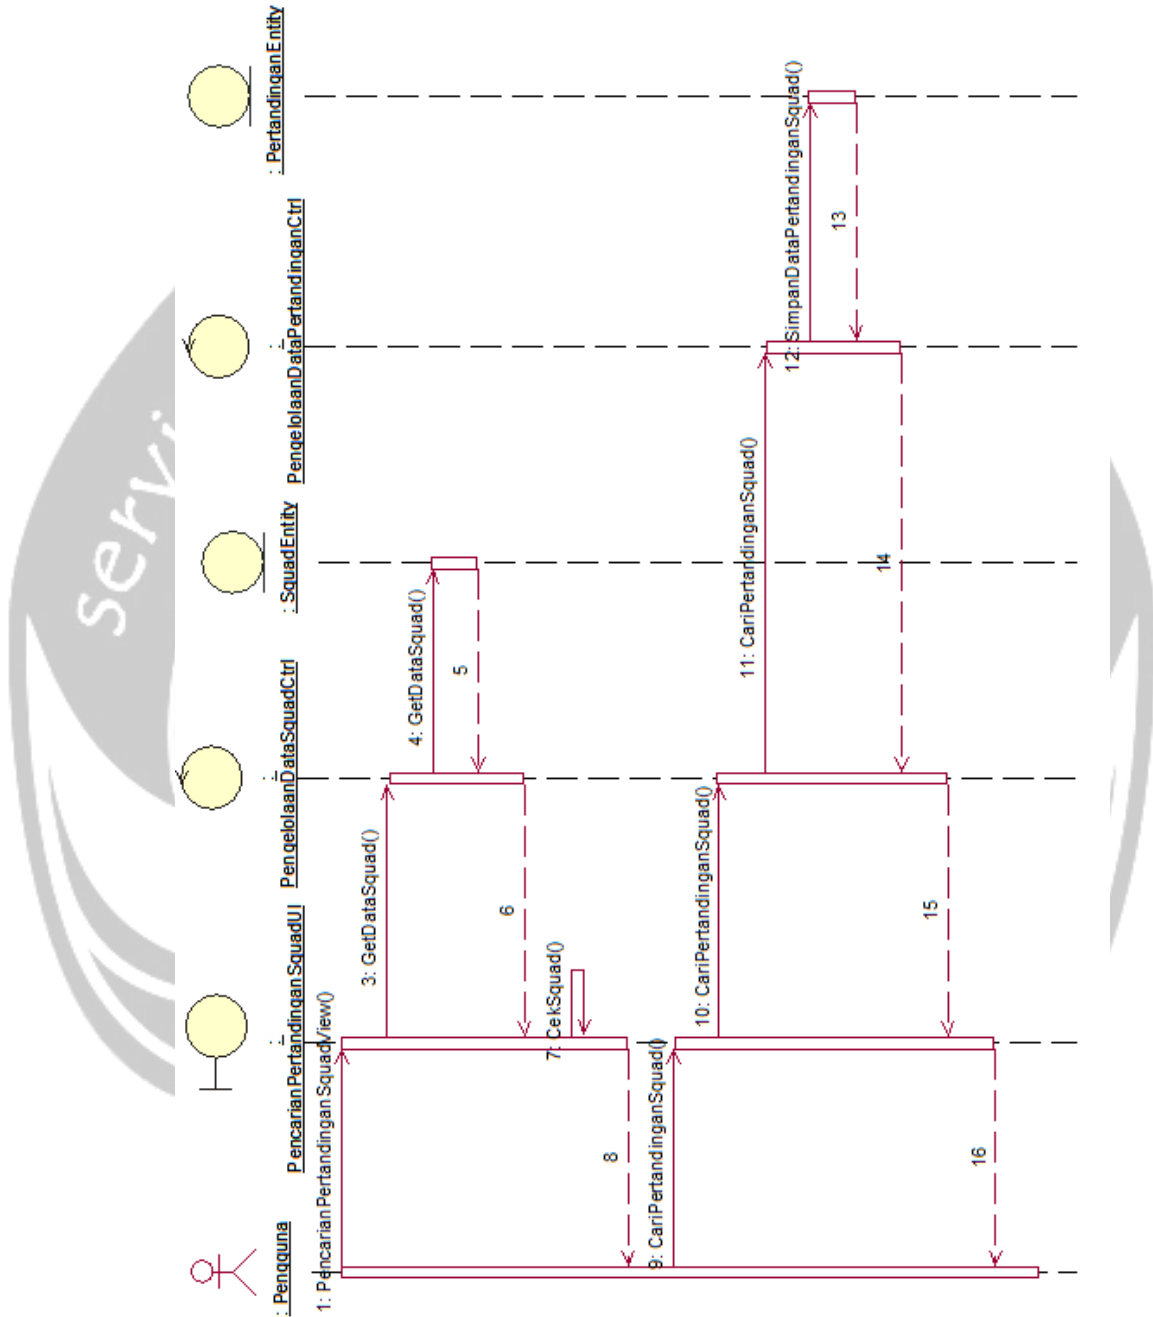 : Pengguna
:
PencarianPertandinganSquadUI
:
PengelolaanDataSquadCtrl
: SquadEntity
:
PengelolaanDataPertandinganCtrl
: PertandinganEntity
1: PencarianPertandinganSquadView()
3: GetDataSquad()
4: GetDataSquad()
5
6
7: CekSquad()
8
9: CariPertandinganSquad()
10: CariPertandinganSquad()
11: CariPertandinganSquad()
12: SimpanDataPertandinganSquad()
13
14
15
16
servi